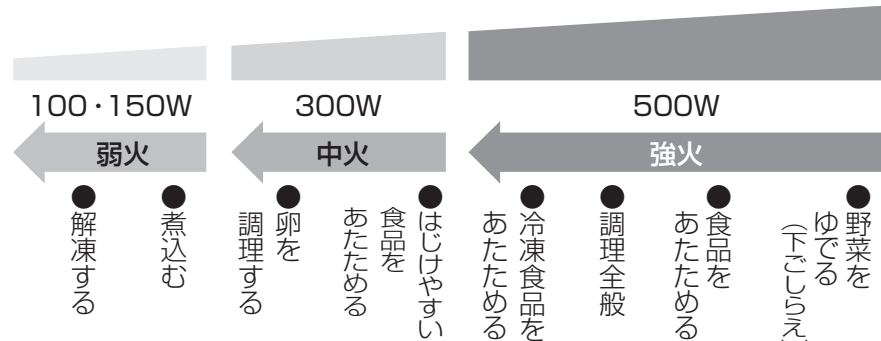 100・150W
300W
500W
弱火
中火
強火
●解凍する
●煮込む
●卵を
調理する
●はじけやすい
食品を
あたためる
●冷凍食品を
あたためる
●調理全般
●食品を
あたためる
●野菜を
ゆでる
(下ごしらえ)